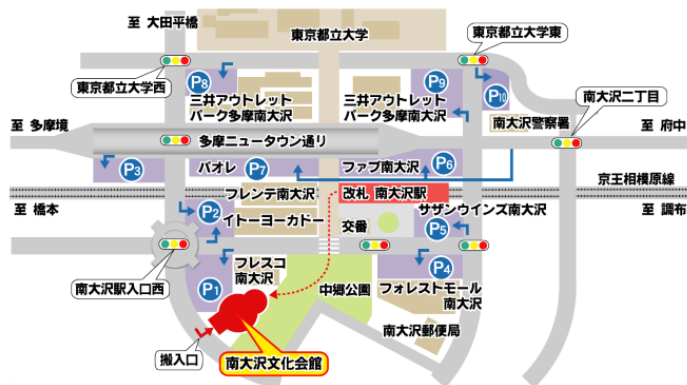 至 大田平橋
東京都立大学
東京都立大学東
東京都立大学西
P8
三井アウトレット
パーク多摩南大沢
P9
三井アウトレット
パーク多摩南大沢
P10
南大沢二丁目
南大沢警察署
至 多摩境
多摩ニュータウン通り
至 府中
P3
パオレ
P7
ファブ南大沢
P6
京王相模原線
フレンテ南大沢
改札 南大沢駅
至 橋本
P2
イトーヨーカドー
交番
サザンウインズ南大沢
P5
至 調布
南大沢駅入口西
P1
フレスコ
南大沢
中郷公園
P4
フォレストモール
南大沢
南大沢郵便局
搬入口
南大沢文化会館